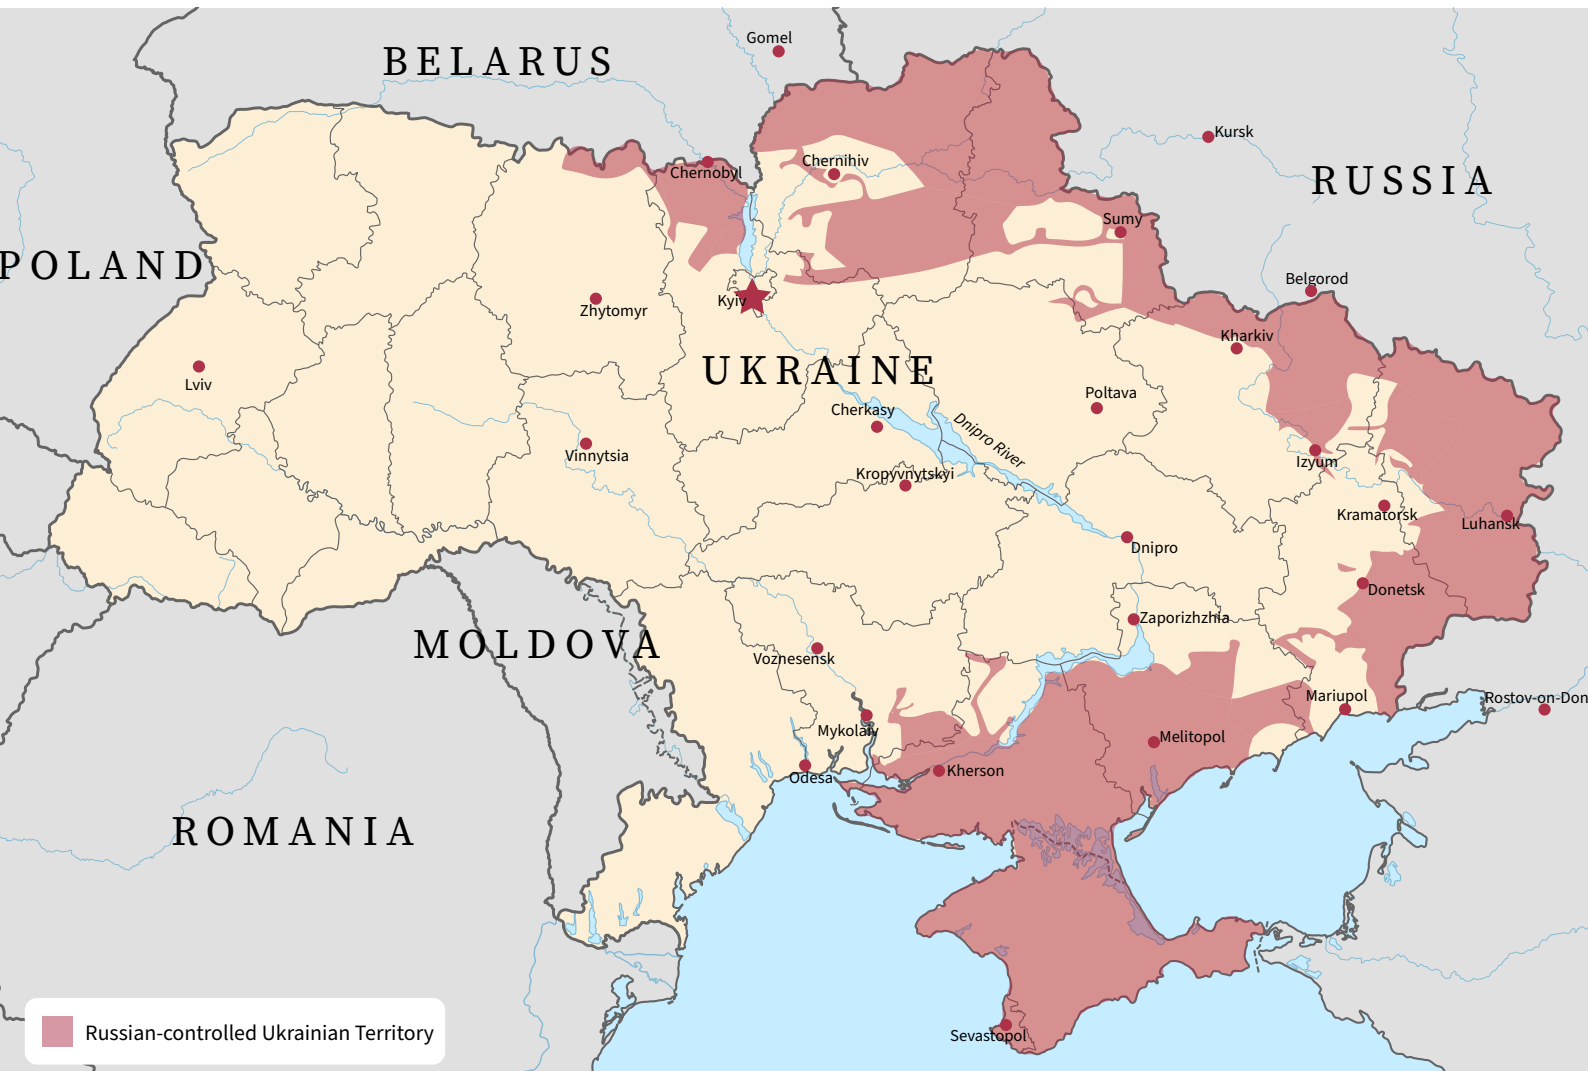 Gomel
BELARUS
Kursk
Chernihiv
Chernobyl
RUSSIA
Sumy
POLAND
Belgorod
Kyiv
Zhytomyr
Kharkiv
UKRAINE
Lviv
Poltava
Cherkasy
Dnipro River
Vinnytsia
Izyum
Kropyvnytskyi
Kramatorsk
Luhansk
Dnipro
Donetsk
Zaporizhzhia
MOLDOVA
Voznesensk
Mariupol
Rostov-on-Don
Mykolaiv
Melitopol
Kherson
Odesa
ROMANIA
Russian-controlled Ukrainian Territory
Sevastopol